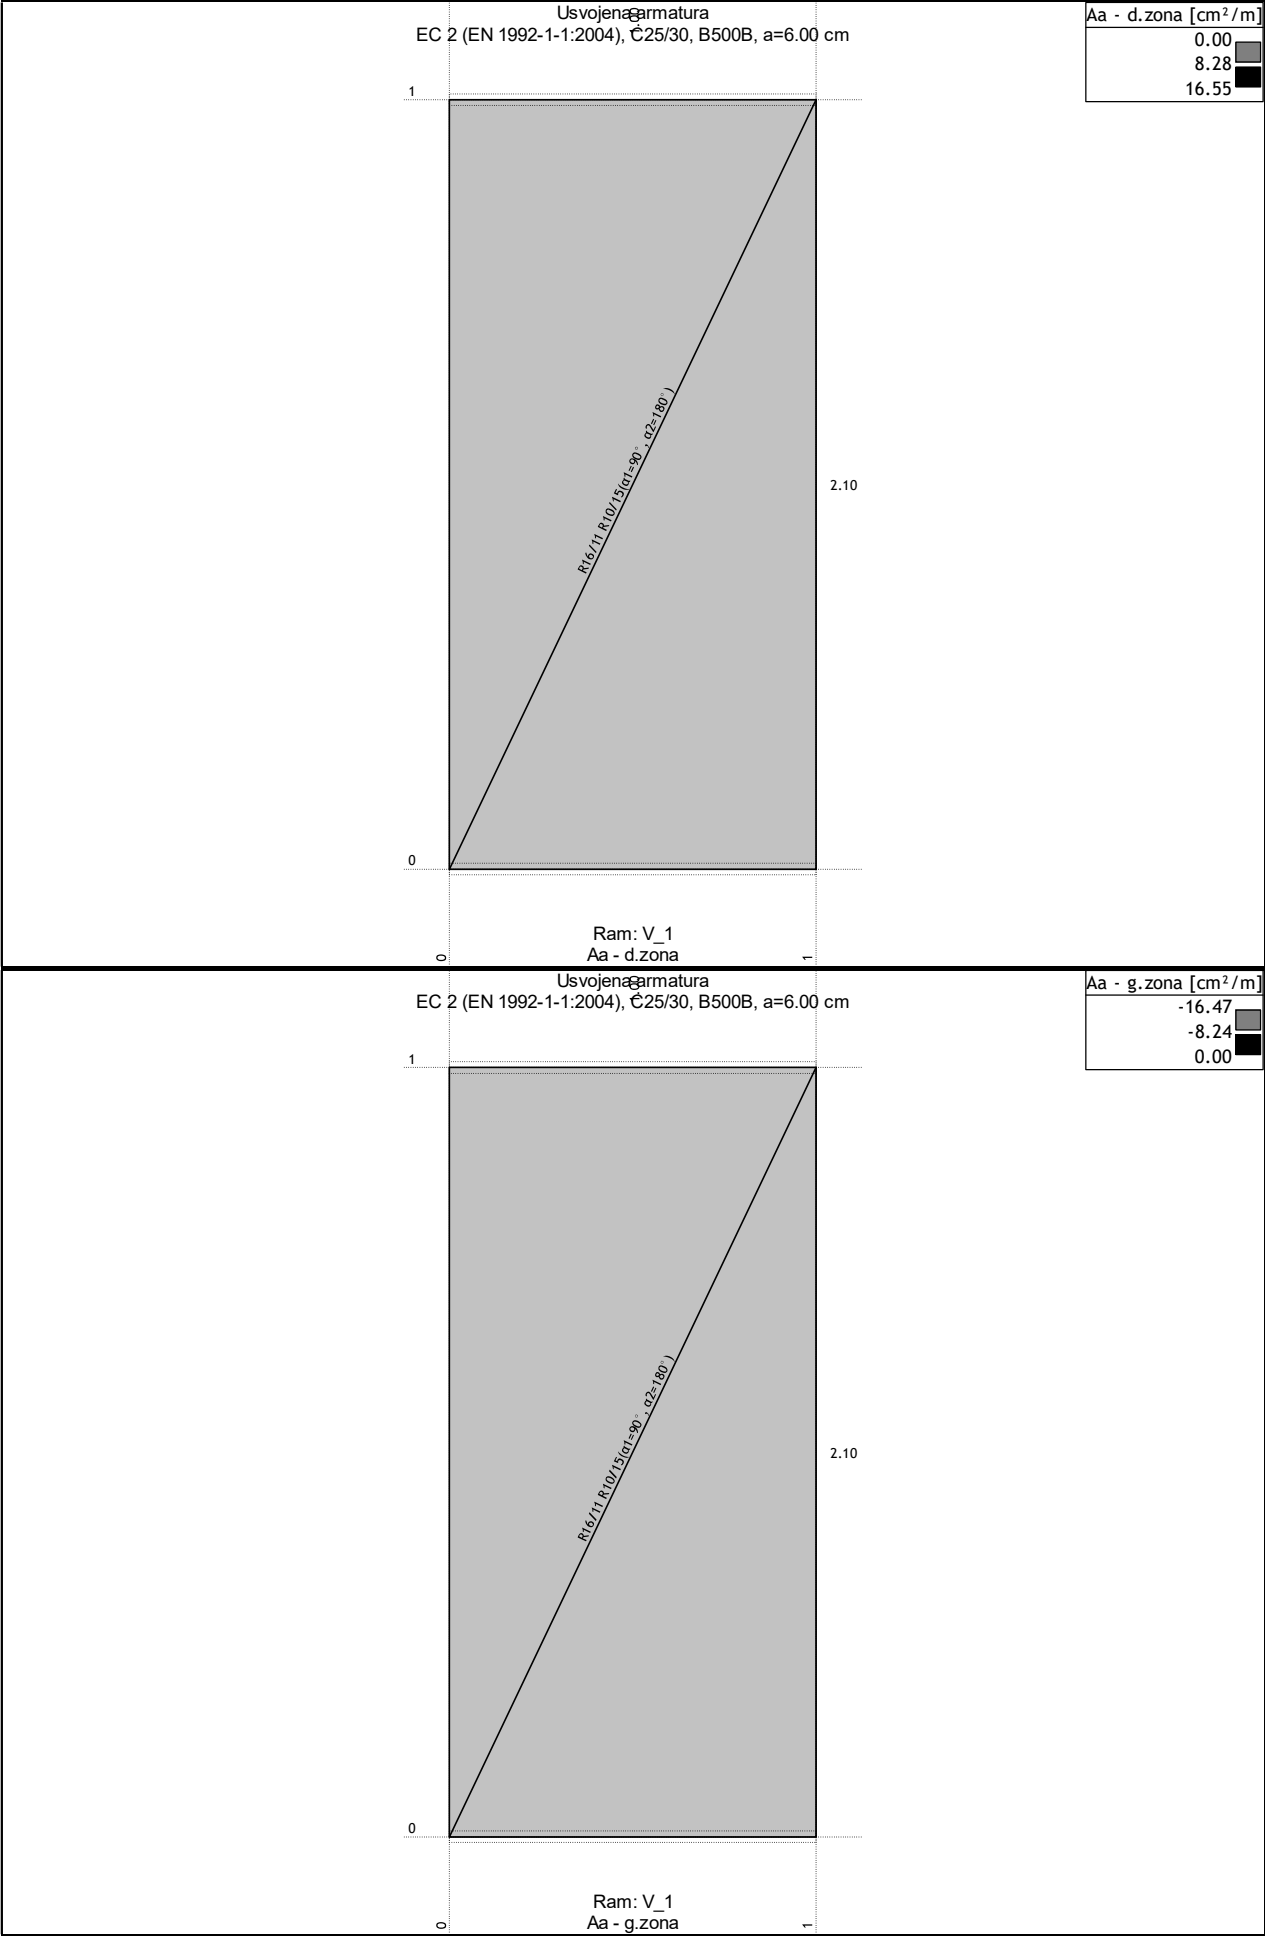 Usvojena armatura
EC 2 (EN 1992-1-1:2004), C25/30, B500B, a=6.00 cm
Aa - d.zona [cm²/m]
0.00
8.28
16.55
1
R16/11 R10/15(α1=90°, α2=180°)
2.10
0
Ram: V_1
Aa - d.zona
0
1
Usvojena armatura
EC 2 (EN 1992-1-1:2004), C25/30, B500B, a=6.00 cm
Aa - g.zona [cm²/m]
-16.47
-8.24
0.00
1
R16/11 R10/15(α1=90°, α2=180°)
2.10
0
Ram: V_1
Aa - g.zona
0
1